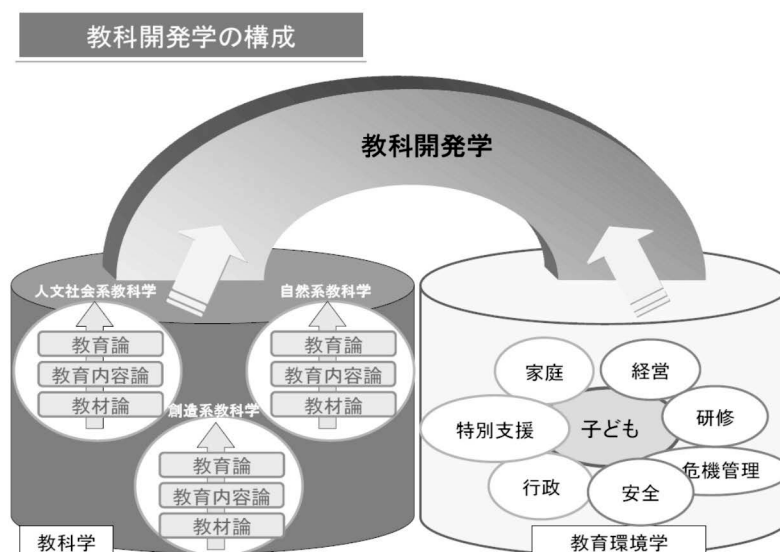 教科開発学の構成
教科開発学
人文社会系教科学
教育論
教育内容論
教材論
自然系教科学
教育論
教育内容論
教材論
創造系教科学
教育論
教育内容論
教材論
教科学
家庭
経営
特別支援
子ども
研修
行政
安全
危機管理
教育環境学